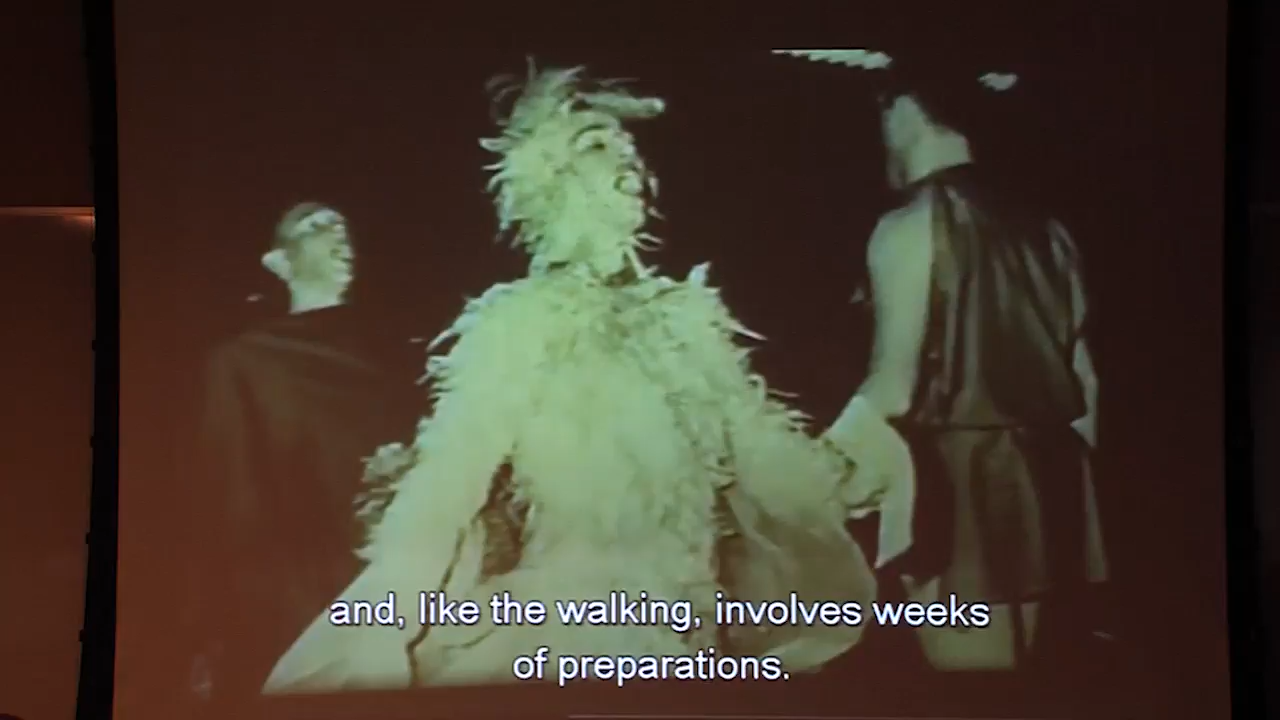 and, like the walking, involves weeks
of preparations.